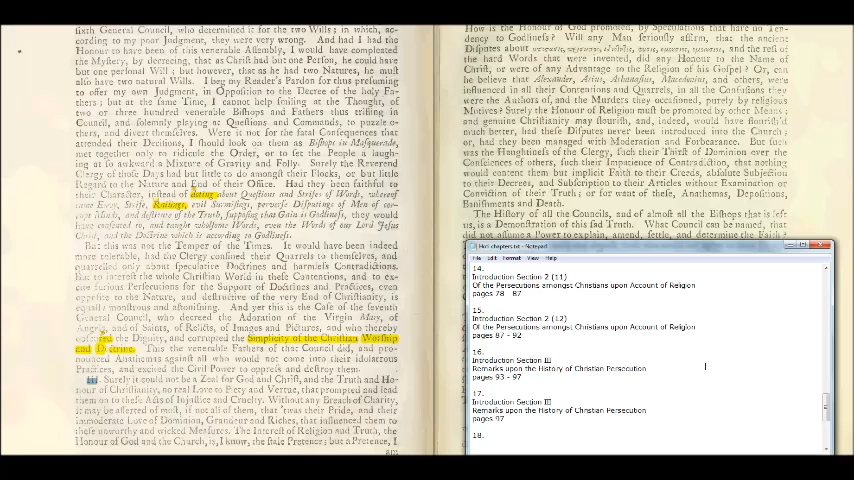 sixth General Council, who determined it for the two Wills; in which, ac-
cording to my poor Judgment, they were very wrong. And had I had the
Honour to have been of this venerable Assembly, I would have compleated
the Mystery, by decreeing, that as Christ had but one Person, he could have
but one personal Will; but however, that as he had two Natures, he must
also have two natural Wills. I beg my Reader's Pardon for thus presuming
to offer my own Judgment, in Opposition to the Decree of the holy Fa-
thers; but at the same Time, I cannot help smiling at the Thought, of
two or three hundred venerable Bishops and Fathers thus trifling in
Council, and solemnly playing at Questions and Commands, to puzzle o-
thers, and divert themselves. Were it not for the fatal Consequences that
attended their Decisions, I should look on them as Bishops in Masquerade,
met together only to ridicule the Order, or to set the People a laugh-
ing at so awkward a Mixture of Gravity and Folly. Surely the Reverend
Clergy of those Days had but little to do amongst their Flocks, or but little
Regard to the Nature and End of their Office. Had they been faithful to
their Character, instead of doting about Questions and Strifes of Words, whereof
came Envy, Strife, Railings, evil Surmisings, perverse Disputings of Men of cor-
rupt Minds, and destitute of the Truth, supposing that Gain is Godliness, they would
have consented to, and taught wholesome Words, even the Words of our Lord Jesus
Christ, and the Doctrine which is according to Godliness.
But this was not the Temper of the Times. It would have been indeed
more tolerable, had the Clergy confined their Quarrels to themselves, and
quarrelled only about speculative Doctrines and harmless Contradictions.
But to interest the whole Christian World in these Contentions, and to ex-
cite furious Persecutions for the Support of Doctrines and Practices, even
opposite to the Nature, and destructive of the very End of Christianity, is
equally monstrous and astonishing. And yet this is the Case of the seventh
General Council, who decreed the Adoration of the Virgin Mary, of
Angels, and of Saints, of Relicts, of Images and Pictures, and who thereby
the Dignity, and corrupted the Simplicity of the Christian Worship
and Doctrine. This the venerable Fathers of that Council did, and pro-
nounced Anathemas against all who would not come into their idolatrous
Practices, and excited the Civil Power to oppress and destroy them.
III. Surely it could not be a Zeal for God and Christ, and the Truth and Ho-
nour of Christianity, no real Love to Piety and Vertue, that prompted and lead
them on to these Acts of Injustice and Cruelty. Without any Breach of Charity,
it may be asserted of most, if not all of them, that 'twas their Pride, and their
immoderate Love of Dominion, Grandeur and Riches, that influenced them to
these unworthy and wicked Measures. The Interest of Religion and Truth, the
Honour of God and the Church, is, I know, the stale Pretence; but a Pretence, I
am
How is the Honour of God promoted, by Speculations that have no Ten-
dency to Godliness? Will any Man seriously affirm, that the ancient
Disputes about and the rest of
the hard Words that were invented, did any Honour to the Name of
Christ, or were of any Advantage to the Religion of his Gospel? Or, can
he believe that Alexander, Arius, Athanasius, Macedonius, and others, were
influenced in all their Contentions and Quarrels, in all the Confusions they
were the Authors of, and the Murders they occasioned, purely by religious
Motives? Surely the Honour of Religion must be promoted by other Means;
and genuine Christianity may flourish, and, indeed, would have flourished
much better, had these Disputes never been introduced into the Church;
or, had they been managed with Moderation and Forbearance. But such
was the Haughtiness of the Clergy, such their Thirst of Dominion over the
Consciences of others, such their Impatience of Contradiction, that nothing
would content them but implicit Faith to their Creeds, absolute Subjection
to their Decrees, and Subscription to their Articles without Examination or
Conviction of their Truth; or for want of these, Anathemas, Depositions,
Banishments and Death.
The History of all the Councils, and of almost all the Bishops that is left
us, is a Demonstration of this sad Truth. What Council can be named, that
did not assume a Power to explain, amend, settle, and determine the Faith?
chapters.txt - Notepad
File Edit Format View Help
14.
Introduction Section 2 (11)
Of the Persecutions amongst Christians upon Account of Religion
pages 78 - 87
15.
Introduction Section 2 (12)
Of the Persecutions amongst Christians upon Account of Religion
pages 87 - 92
16.
Introduction Section III
Remarks upon the History of Christian Persecution
pages 93 - 97
17.
Introduction Section III
Remarks upon the History of Christian Persecution
pages 97
18.